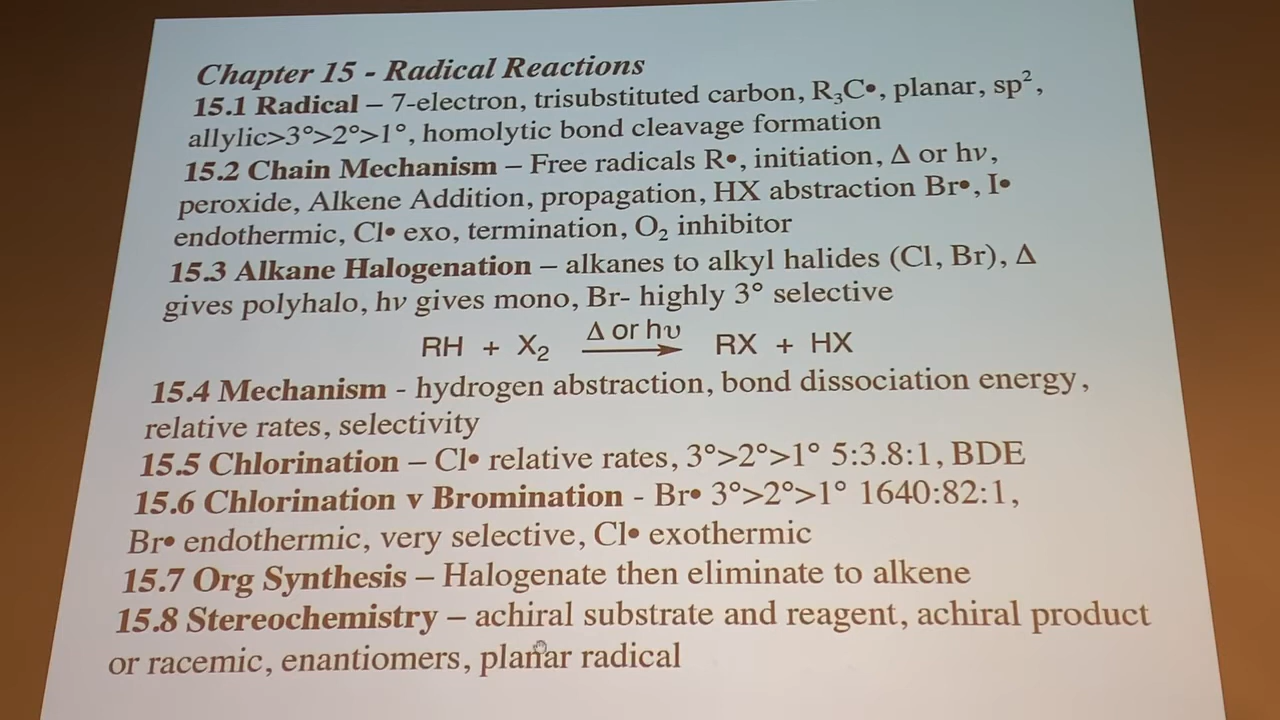 Chapter 15 - Radical Reactions
15.1 Radical – 7-electron, trisubstituted carbon, R₃C•, planar, sp²,
allylic>3°>2°>1°, homolytic bond cleavage formation
15.2 Chain Mechanism – Free radicals R•, initiation, Δ or hν,
peroxide, Alkene Addition, propagation, HX abstraction Br•, I•
endothermic, Cl• exo, termination, O₂ inhibitor
15.3 Alkane Halogenation – alkanes to alkyl halides (Cl, Br), Δ
gives polyhalo, hν gives mono, Br- highly 3° selective
Δ or hυ
RH + X₂ → RX + HX
15.4 Mechanism - hydrogen abstraction, bond dissociation energy,
relative rates, selectivity
15.5 Chlorination – Cl• relative rates, 3°>2°>1° 5:3.8:1, BDE
15.6 Chlorination v Bromination - Br• 3°>2°>1° 1640:82:1,
Br• endothermic, very selective, Cl• exothermic
15.7 Org Synthesis – Halogenate then eliminate to alkene
15.8 Stereochemistry – achiral substrate and reagent, achiral product
or racemic, enantiomers, planar radical